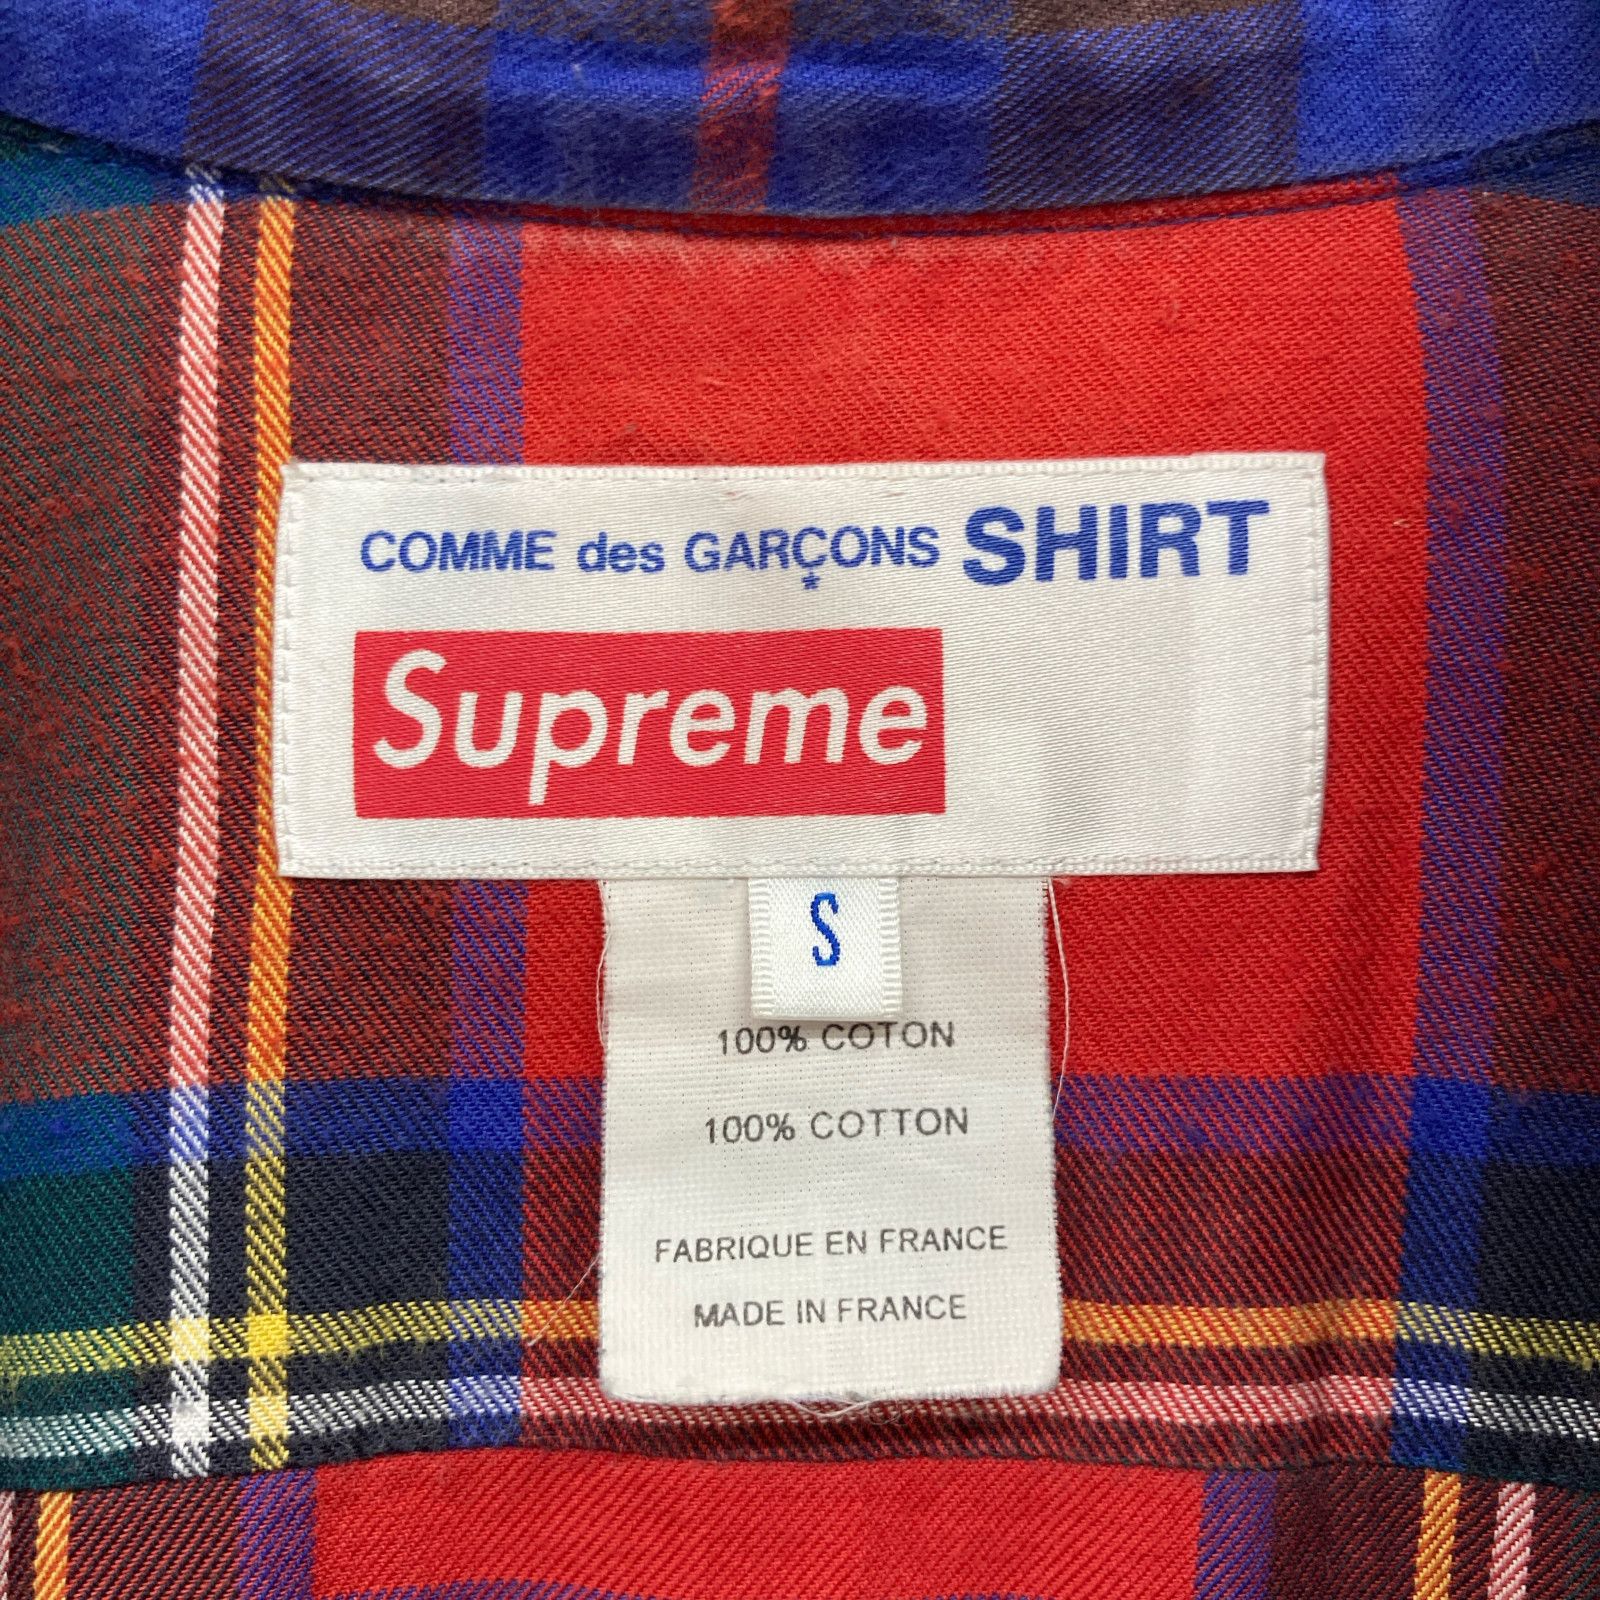 COMME des GARÇONS SHIRT
Supreme
S
100% COTON
100% COTTON
FABRIQUE EN FRANCE
MADE IN FRANCE